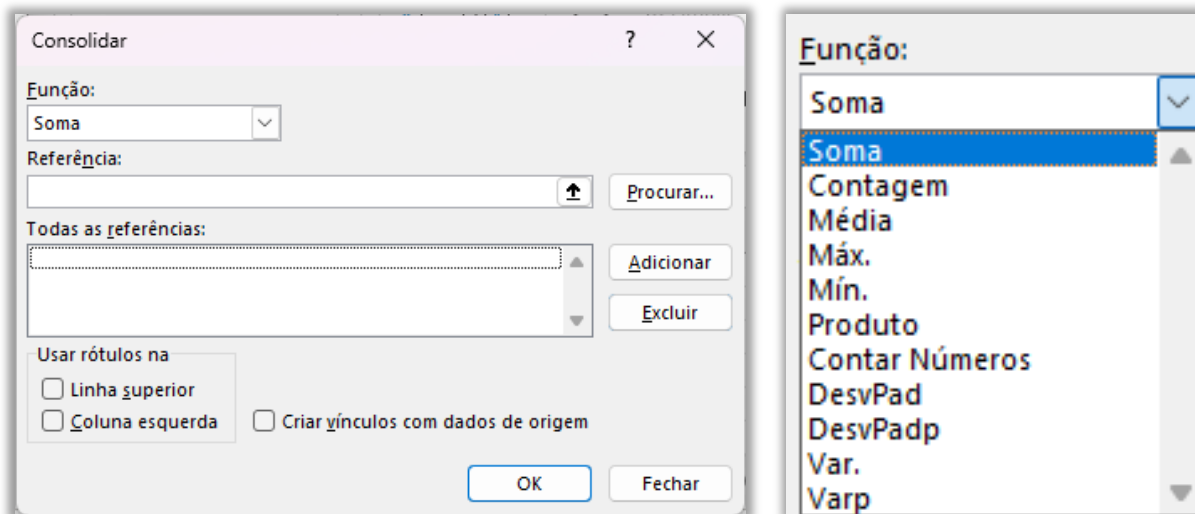 Consolidar ?
Função:
Soma
Referência:
Procurar...
Todas as referências:
Adicionar
Excluir
Usar rótulos na
Linha superior
Coluna esquerda
Criar vínculos com dados de origem
OK
Fechar
Função:
Soma
Soma
Contagem
Média
Máx.
Mín.
Produto
Contar Números
DesvPad
DesvPadp
Var.
Varp